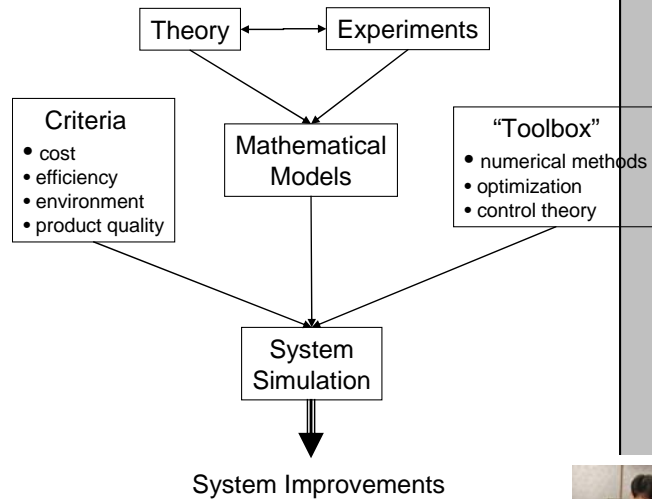 Theory
Experiments
Criteria
• cost
• efficiency
• environment
• product quality
Mathematical
Models
“Toolbox”
• numerical methods
• optimization
• control theory
System
Simulation
System Improvements